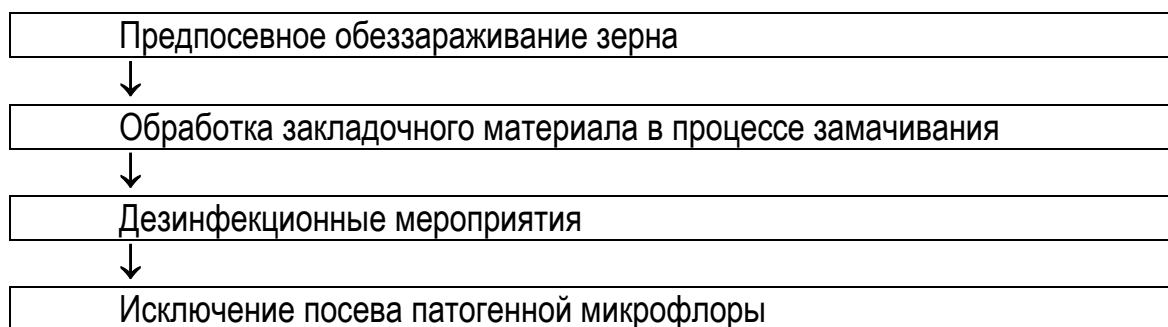 Предпосевное обеззараживание зерна
↓
Обработка закладочного материала в процессе замачивания
↓
Дезинфекционные мероприятия
↓
Исключение посева патогенной микрофлоры